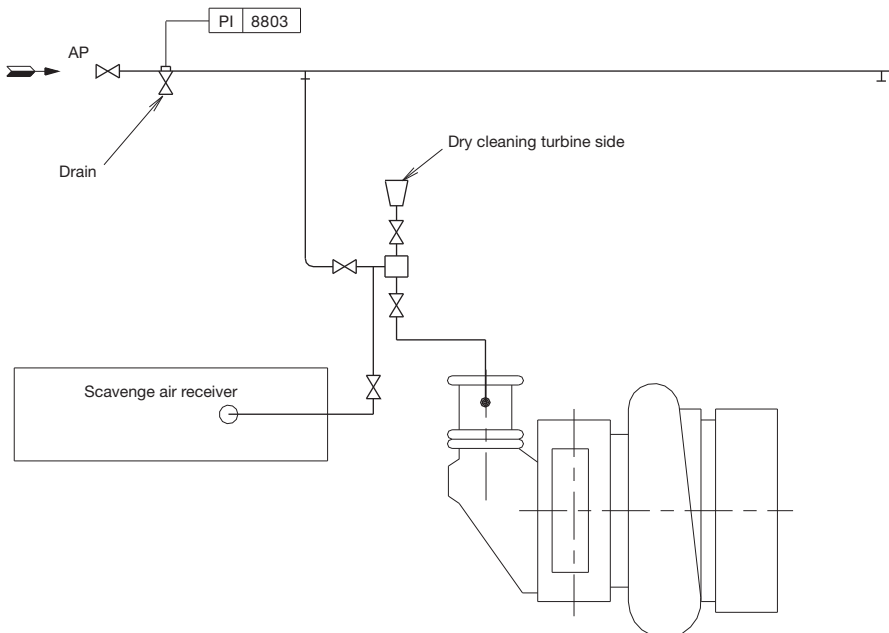 PI 8803
AP
Drain
Dry cleaning turbine side
Scavenge air receiver